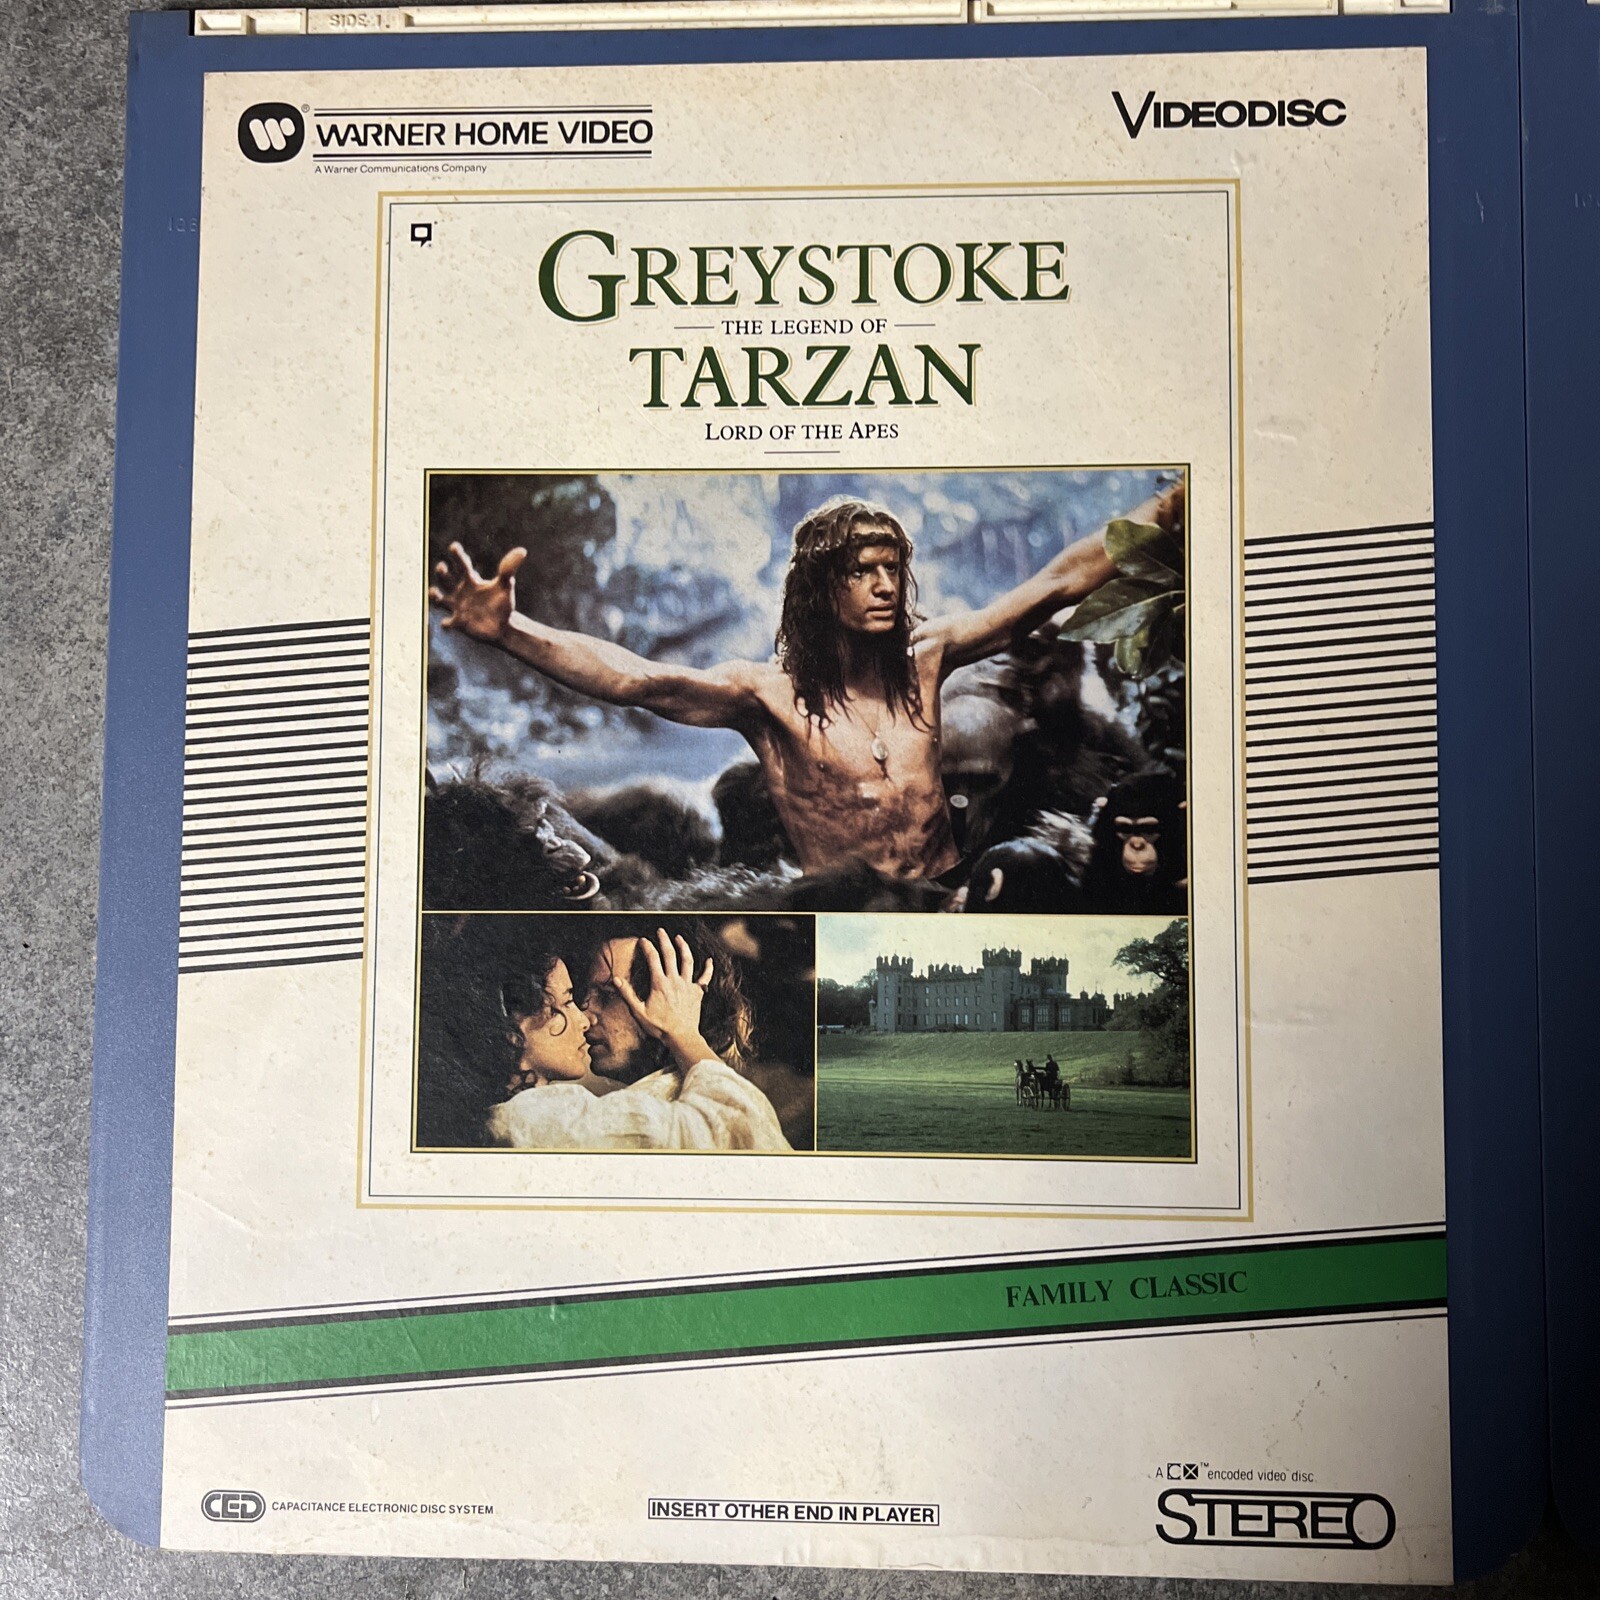 SIDE 1
WARNER HOME VIDEO
A Warner Communications Company
VIDEODISC
GREYSTOKE
THE LEGEND OF
TARZAN
LORD OF THE APES
FAMILY CLASSIC
CED CAPACITANCE ELECTRONIC DISC SYSTEM
INSERT OTHER END IN PLAYER
A CX™ encoded video disc.
STEREO